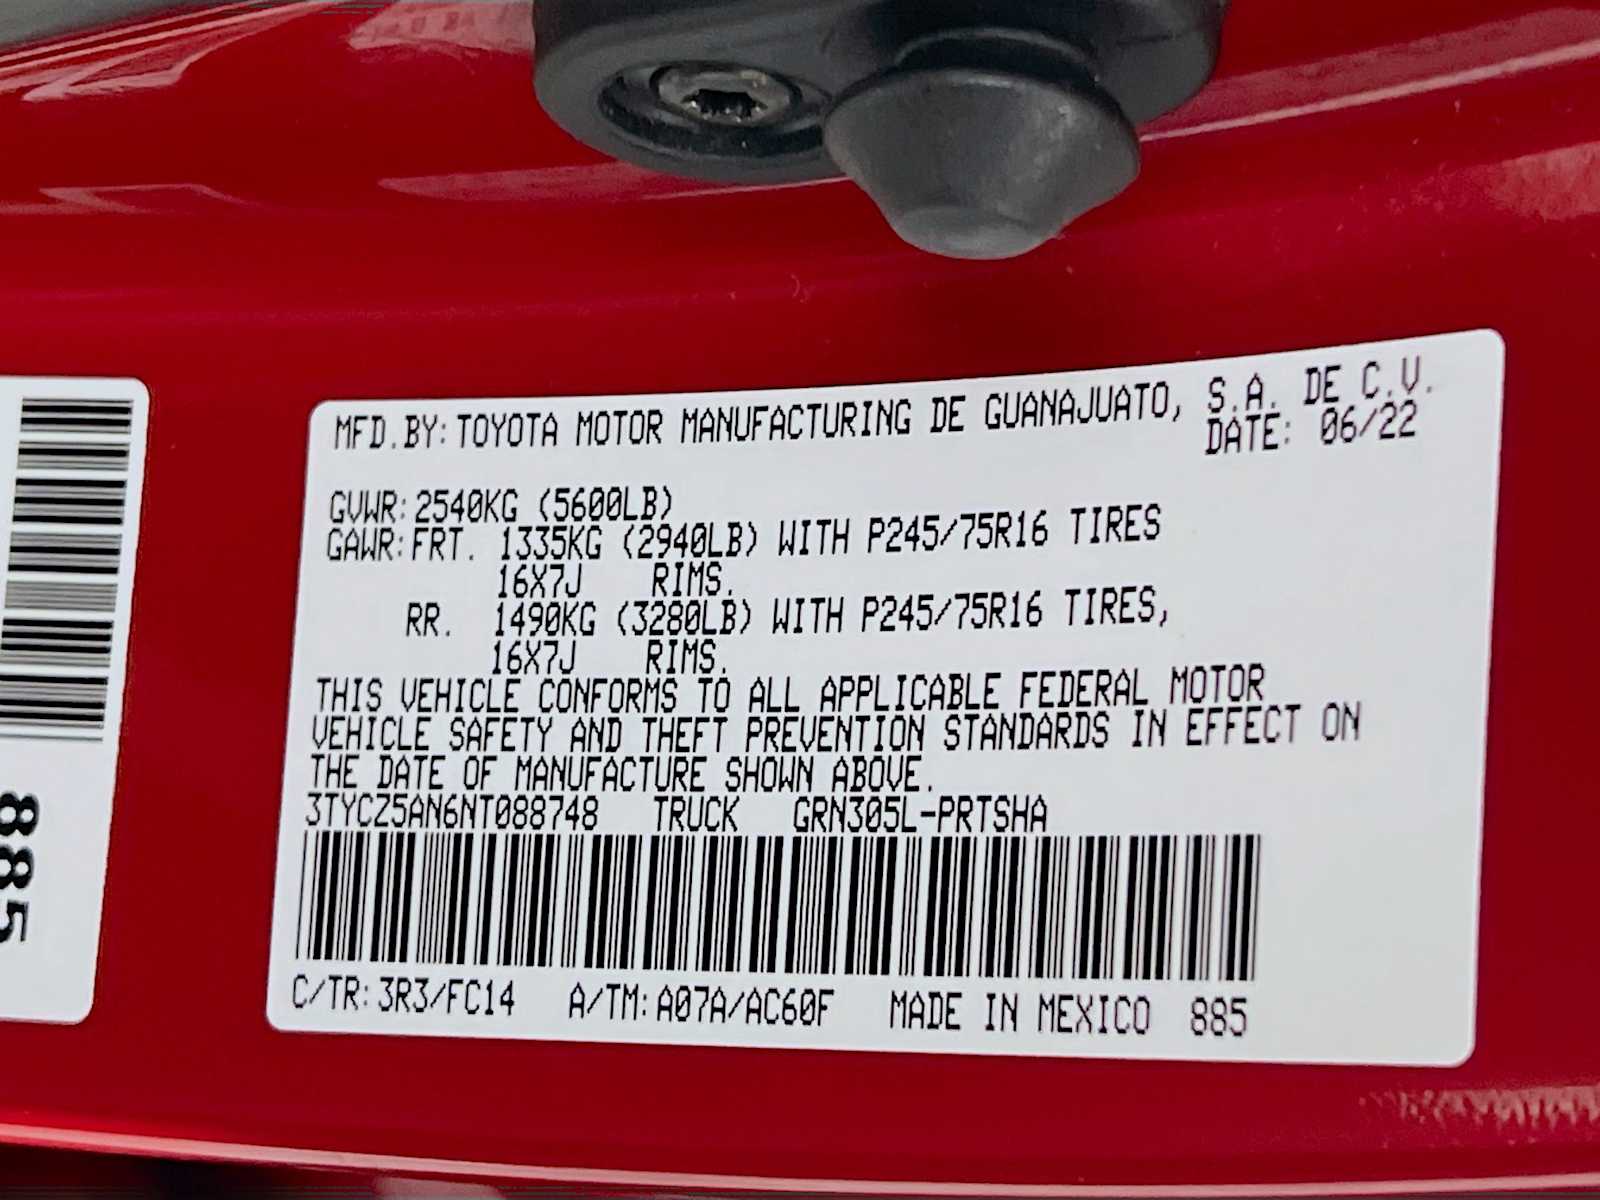 MFD.BY: TOYOTA MOTOR MANUFACTURING DE GUANAJUATO, S.A. DE C.V.
DATE: 06/22
GVWR: 2540KG (5600LB)
GAWR: FRT. 1335KG (2940LB) WITH P245/75R16 TIRES
16X7J RIMS.
RR. 1490KG (3280LB) WITH P245/75R16 TIRES,
16X7J RIMS.
THIS VEHICLE CONFORMS TO ALL APPLICABLE FEDERAL MOTOR
VEHICLE SAFETY AND THEFT PREVENTION STANDARDS IN EFFECT ON
THE DATE OF MANUFACTURE SHOWN ABOVE.
3TYCZ5AN6NT088748 TRUCK GRN305L-PRTSHA
C/TR: 3R3/FC14 A/TM: A07A/AC60F MADE IN MEXICO 885
885